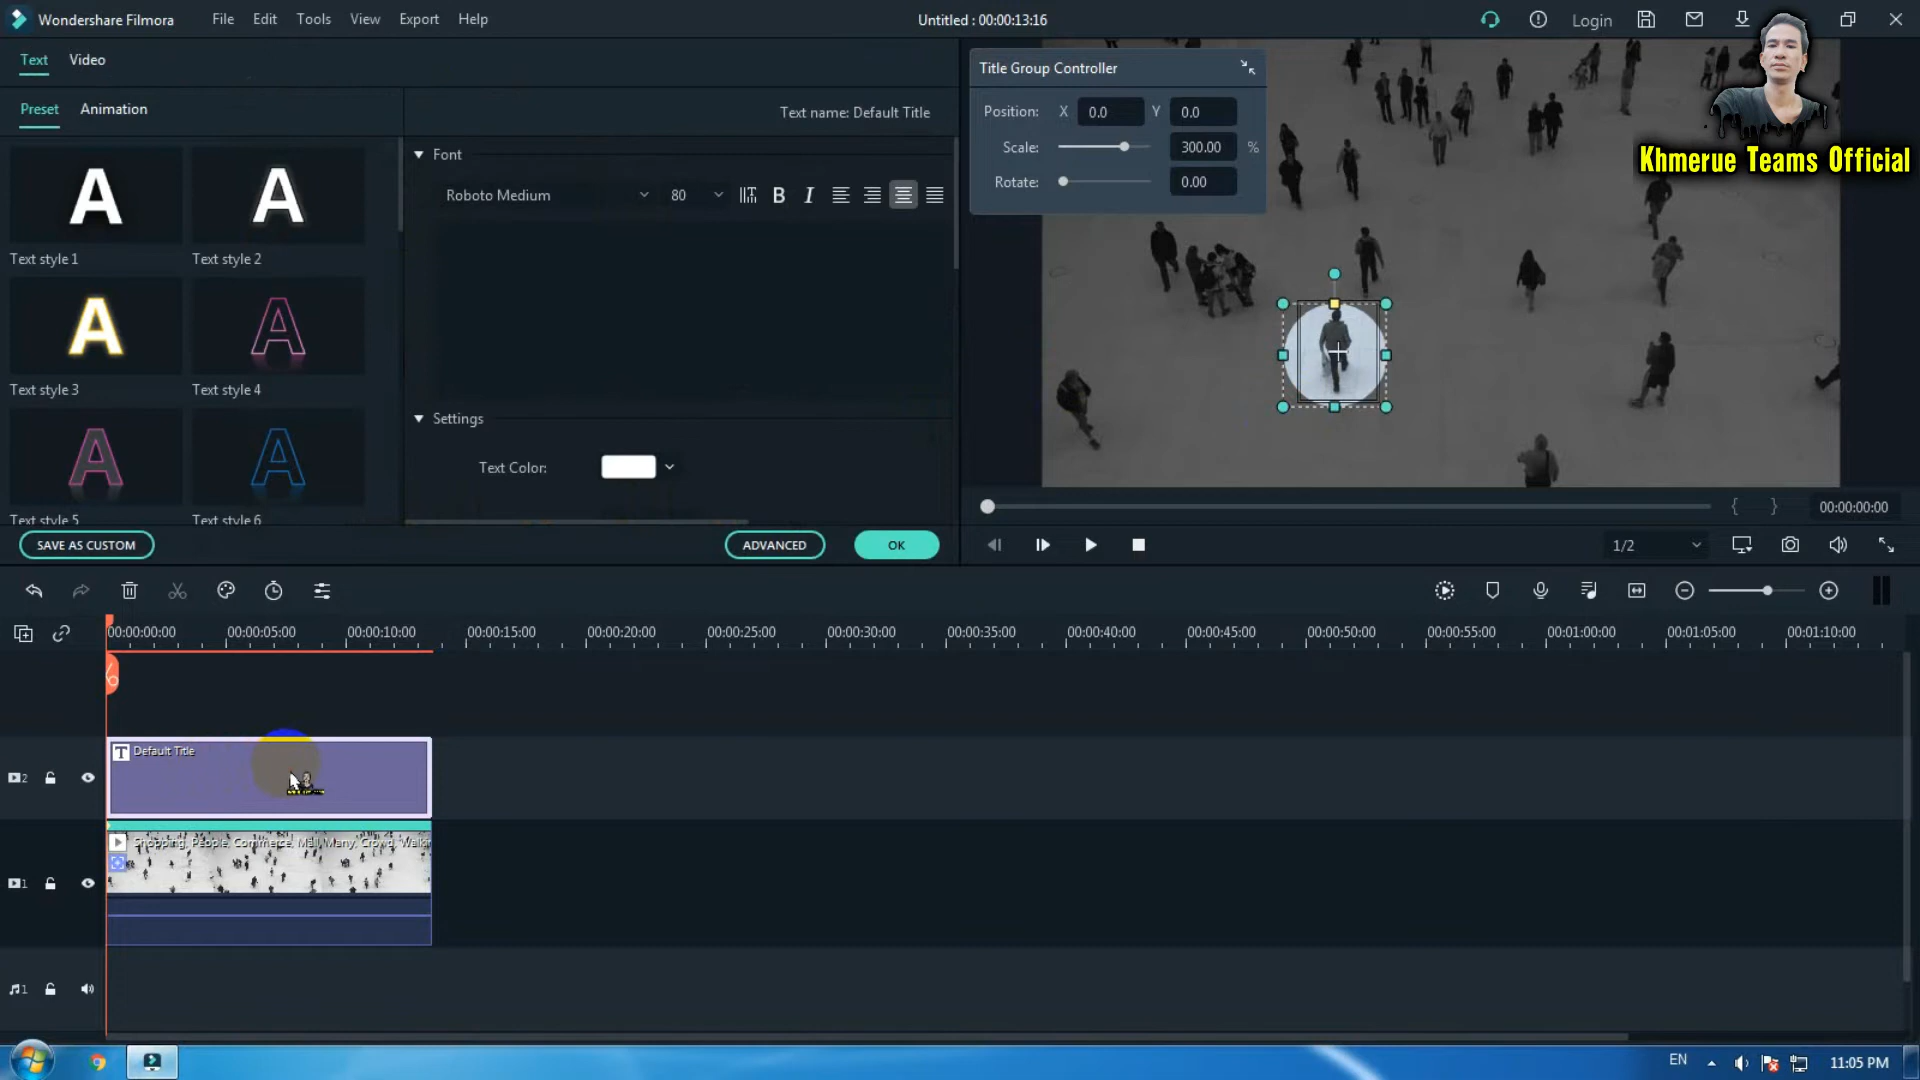 Wondershare Filmora File Edit Tools View Export Help Untitled : 00:00:13:16 Login
Text Video
Preset Animation
Text name: Default Title
Text style 1
Text style 2
Text style 3
Text style 4
Text style 5
Text style 6
Font
Roboto Medium 80 B I
Settings
Text Color:
SAVE AS CUSTOM ADVANCED OK
Title Group Controller
Position: X 0.0 Y 0.0
Scale: 300.00 %
Rotate: 0.00
Khmerue Teams Official
{ } 00:00:00:00
1/2
00:00:00:00 00:00:05:00 00:00:10:00 00:00:15:00 00:00:20:00 00:00:25:00 00:00:30:00 00:00:35:00 00:00:40:00 00:00:45:00 00:00:50:00 00:00:55:00 00:01:00:00 00:01:05:00 00:01:10:00
T Default Title
2
Shopping, People, Commerce, Mall, Many, Crowd, Walkin
1
1
EN 11:05 PM